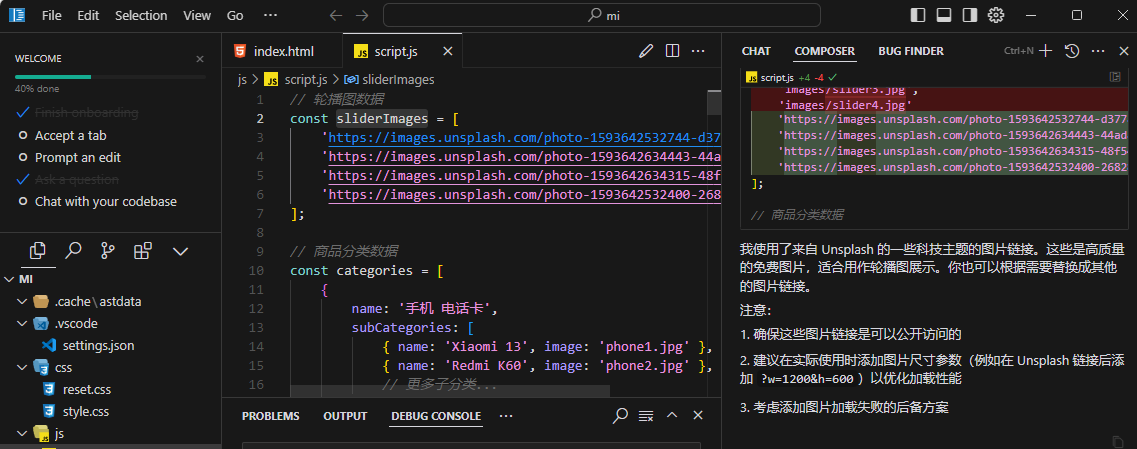 File Edit Selection View Go ··· mi
WELCOME
40% done
Finish onboarding
Accept a tab
Prompt an edit
Ask a question
Chat with your codebase
MI
.cache\astdata
.vscode
settings.json
css
reset.css
style.css
js
index.html script.js
js > script.js > sliderImages
1 // 轮播图数据
2 const sliderImages = [
3 'https://images.unsplash.com/photo-1593642532744-d37
4 'https://images.unsplash.com/photo-1593642634443-44a
5 'https://images.unsplash.com/photo-1593642634315-48f
6 'https://images.unsplash.com/photo-1593642532400-268
7 ];
8
9 // 商品分类数据
10 const categories = [
11 {
12 name: '手机 电话卡',
13 subCategories: [
14 { name: 'Xiaomi 13', image: 'phone1.jpg' },
15 { name: 'Redmi K60', image: 'phone2.jpg' },
16 // 更多子分类...
PROBLEMS OUTPUT DEBUG CONSOLE ···
CHAT COMPOSER BUG FINDER Ctrl+N
script.js +4 -4
'images/slider3.jpg',
'images/slider4.jpg'
'https://images.unsplash.com/photo-1593642532744-d377
'https://images.unsplash.com/photo-1593642634443-44ad
'https://images.unsplash.com/photo-1593642634315-48f5
'https://images.unsplash.com/photo-1593642532400-2682
];
// 商品分类数据
我使用了来自 Unsplash 的一些科技主题的图片链接。这些是高质量
的免费图片，适合用作轮播图展示。你也可以根据需要替换成其他
的图片链接。
注意：
1. 确保这些图片链接是可以公开访问的
2. 建议在实际使用时添加图片尺寸参数（例如在 Unsplash 链接后添
加 ?w=1200&h=600 ）以优化加载性能
3. 考虑添加图片加载失败的后备方案